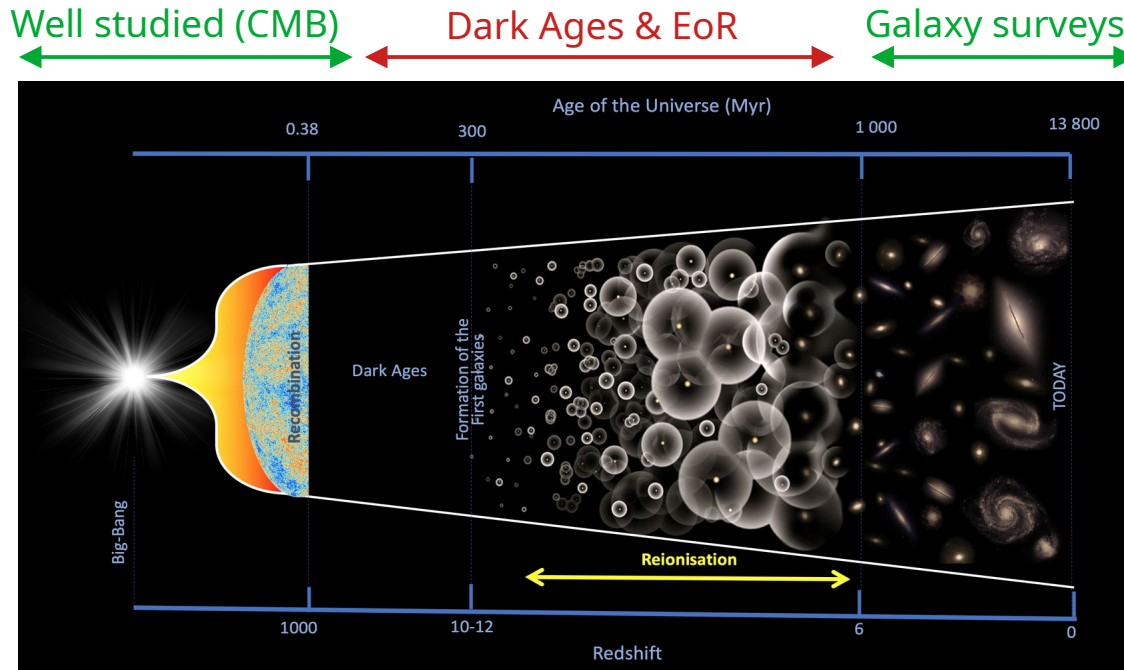 Well studied (CMB)
Dark Ages & EoR
Galaxy surveys
Age of the Universe (Myr)
0.38
300
1 000
13 800
Recombination
Dark Ages
Formation of the
First galaxies
TODAY
Big-Bang
Reionisation
1000
10-12
6
0
Redshift